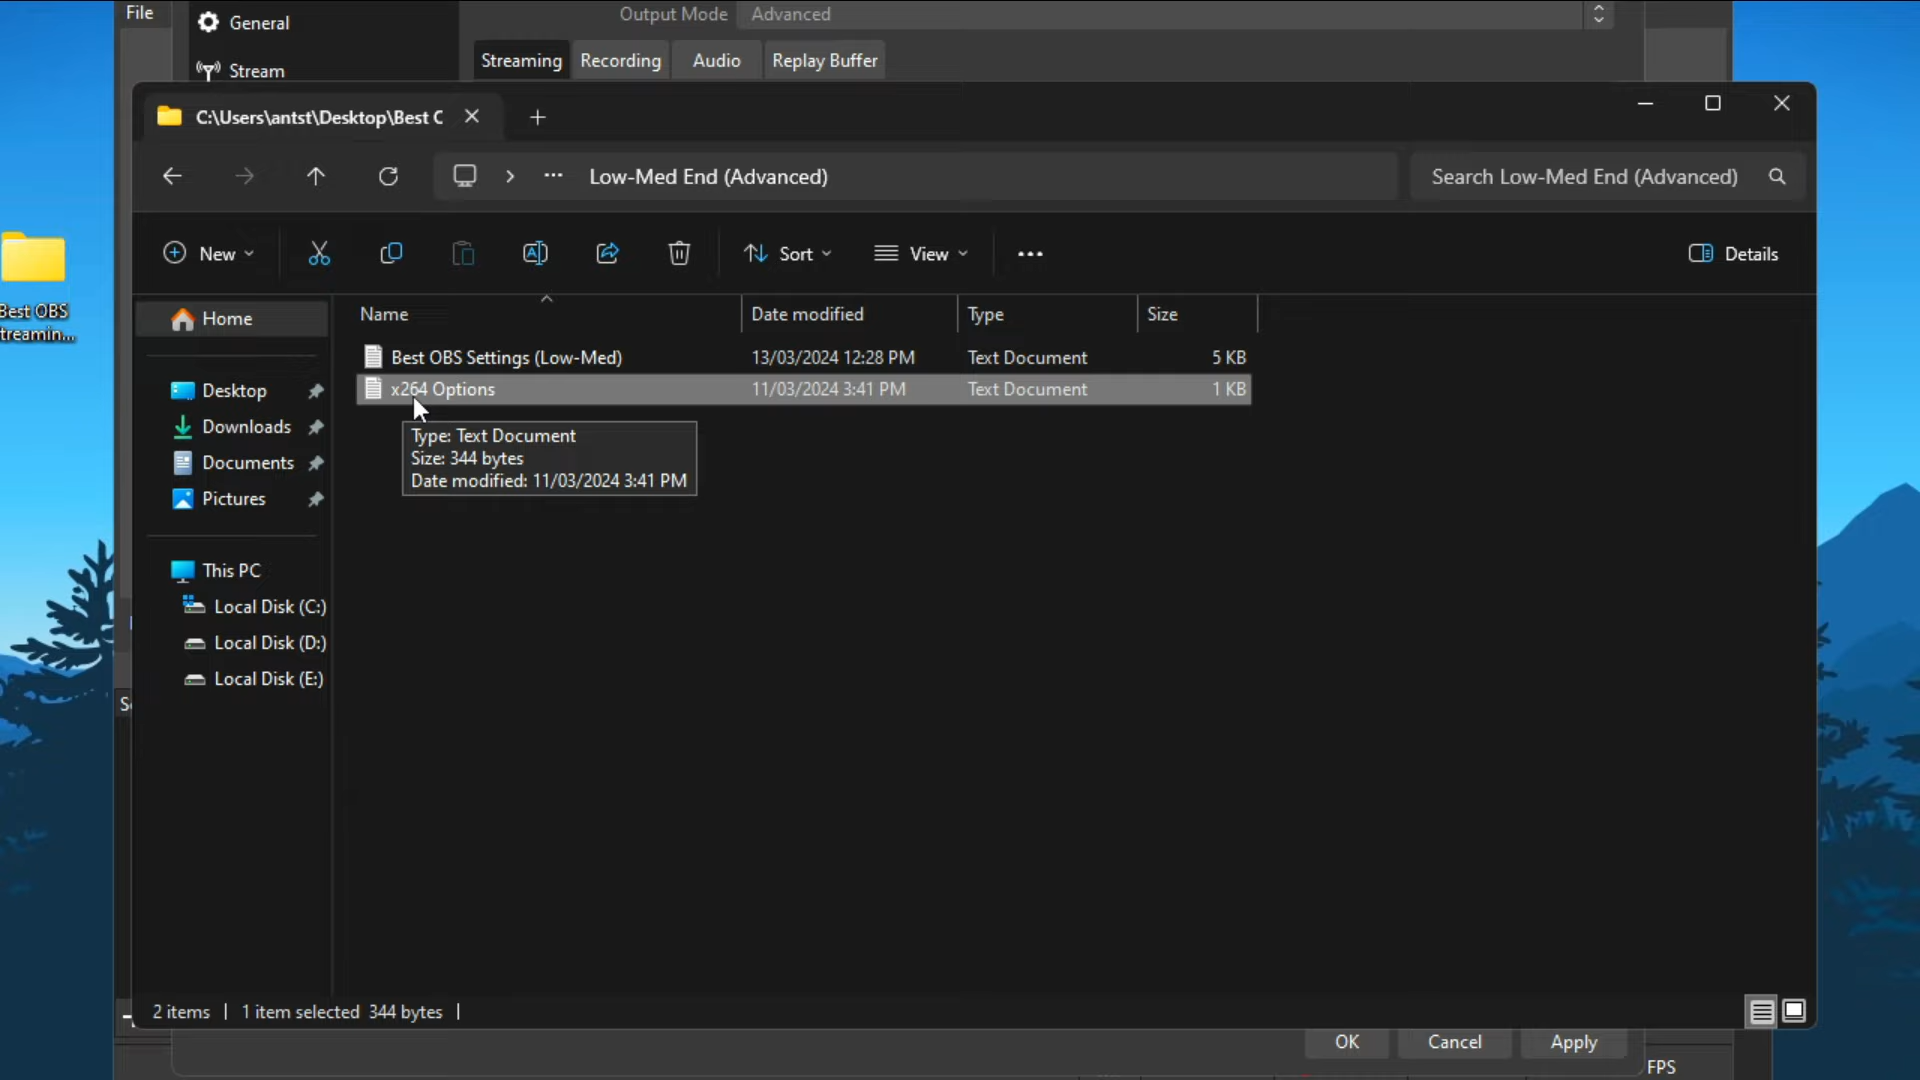 File
General
Output Mode
Advanced
Streaming
Recording
Audio
Replay Buffer
Stream
C:\Users\antst\Desktop\Best
Low-Med End (Advanced)
Search Low-Med End (Advanced)
New
Sort
View
Details
Best OBS
treamin...
Home
Desktop
Downloads
Documents
Pictures
This PC
Local Disk (C:)
Local Disk (D:)
Local Disk (E:)
Name
Date modified
Type
Size
Best OBS Settings (Low-Med)
13/03/2024 12:28 PM
Text Document
5 KB
x264 Options
11/03/2024 3:41 PM
Text Document
1 KB
Type: Text Document
Size: 344 bytes
Date modified: 11/03/2024 3:41 PM
2 items
1 item selected 344 bytes
OK
Cancel
Apply
FPS